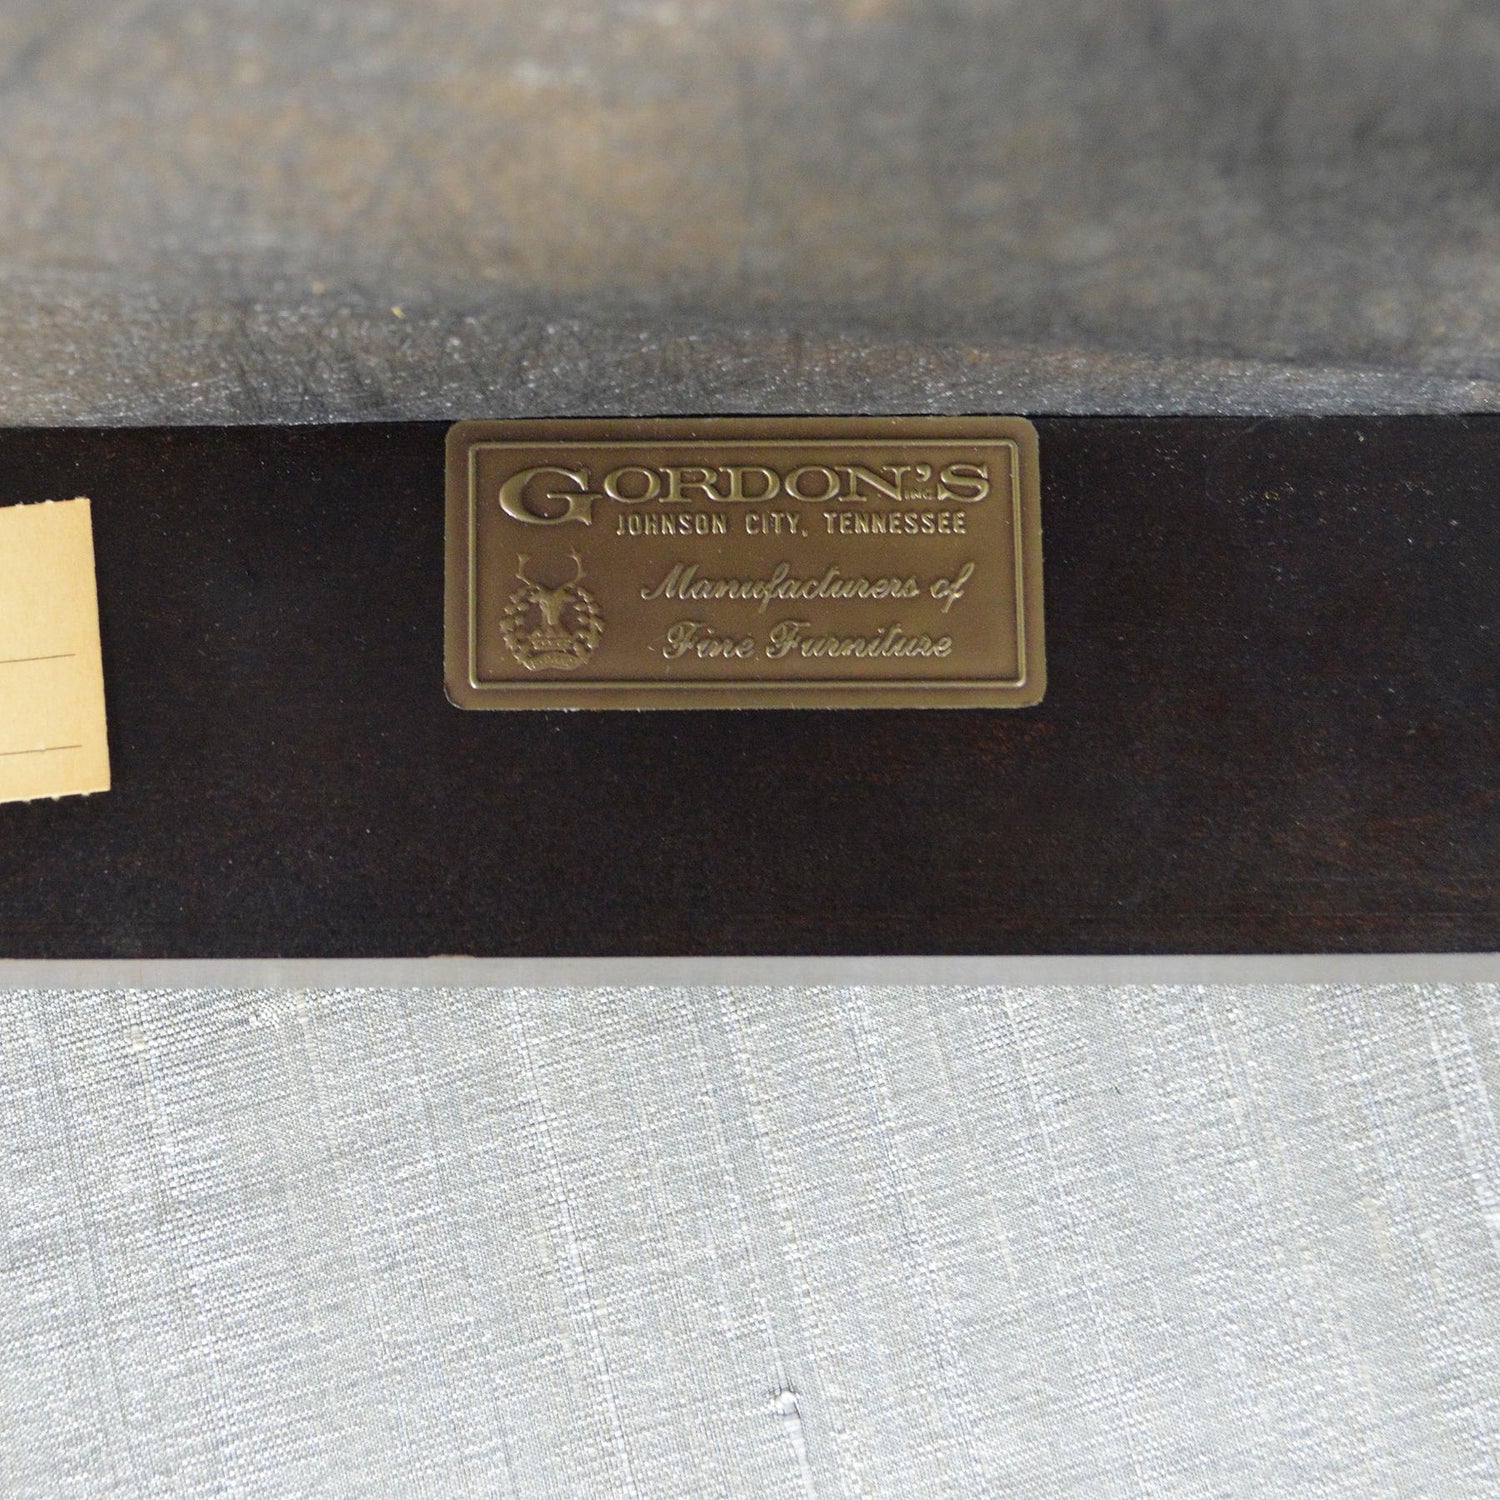 GORDON'S INC.
JOHNSON CITY, TENNESSEE
Manufacturers of
Fine Furniture